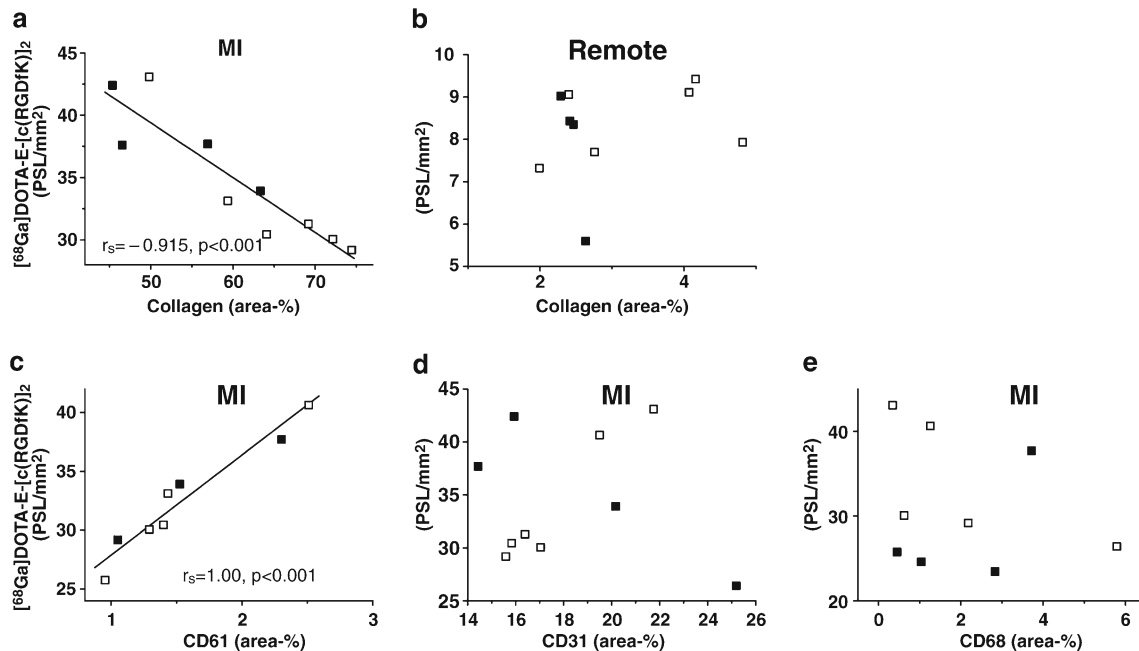 a
MI
[68Ga]DOTA-E-[c(RGDfK)]2
(PSL/mm2)
45
40
35
30
50
60
70
rS=−0.915, p<0.001
Collagen (area-%)
b
Remote
(PSL/mm2)
10
9
8
7
6
5
2
4
Collagen (area-%)
c
MI
[68Ga]DOTA-E-[c(RGDfK)]2
(PSL/mm2)
40
35
30
25
1
2
3
rS=1.00, p<0.001
CD61 (area-%)
d
MI
(PSL/mm2)
45
40
35
30
25
14
16
18
20
22
24
26
CD31 (area-%)
e
MI
(PSL/mm2)
40
30
20
0
2
4
6
CD68 (area-%)